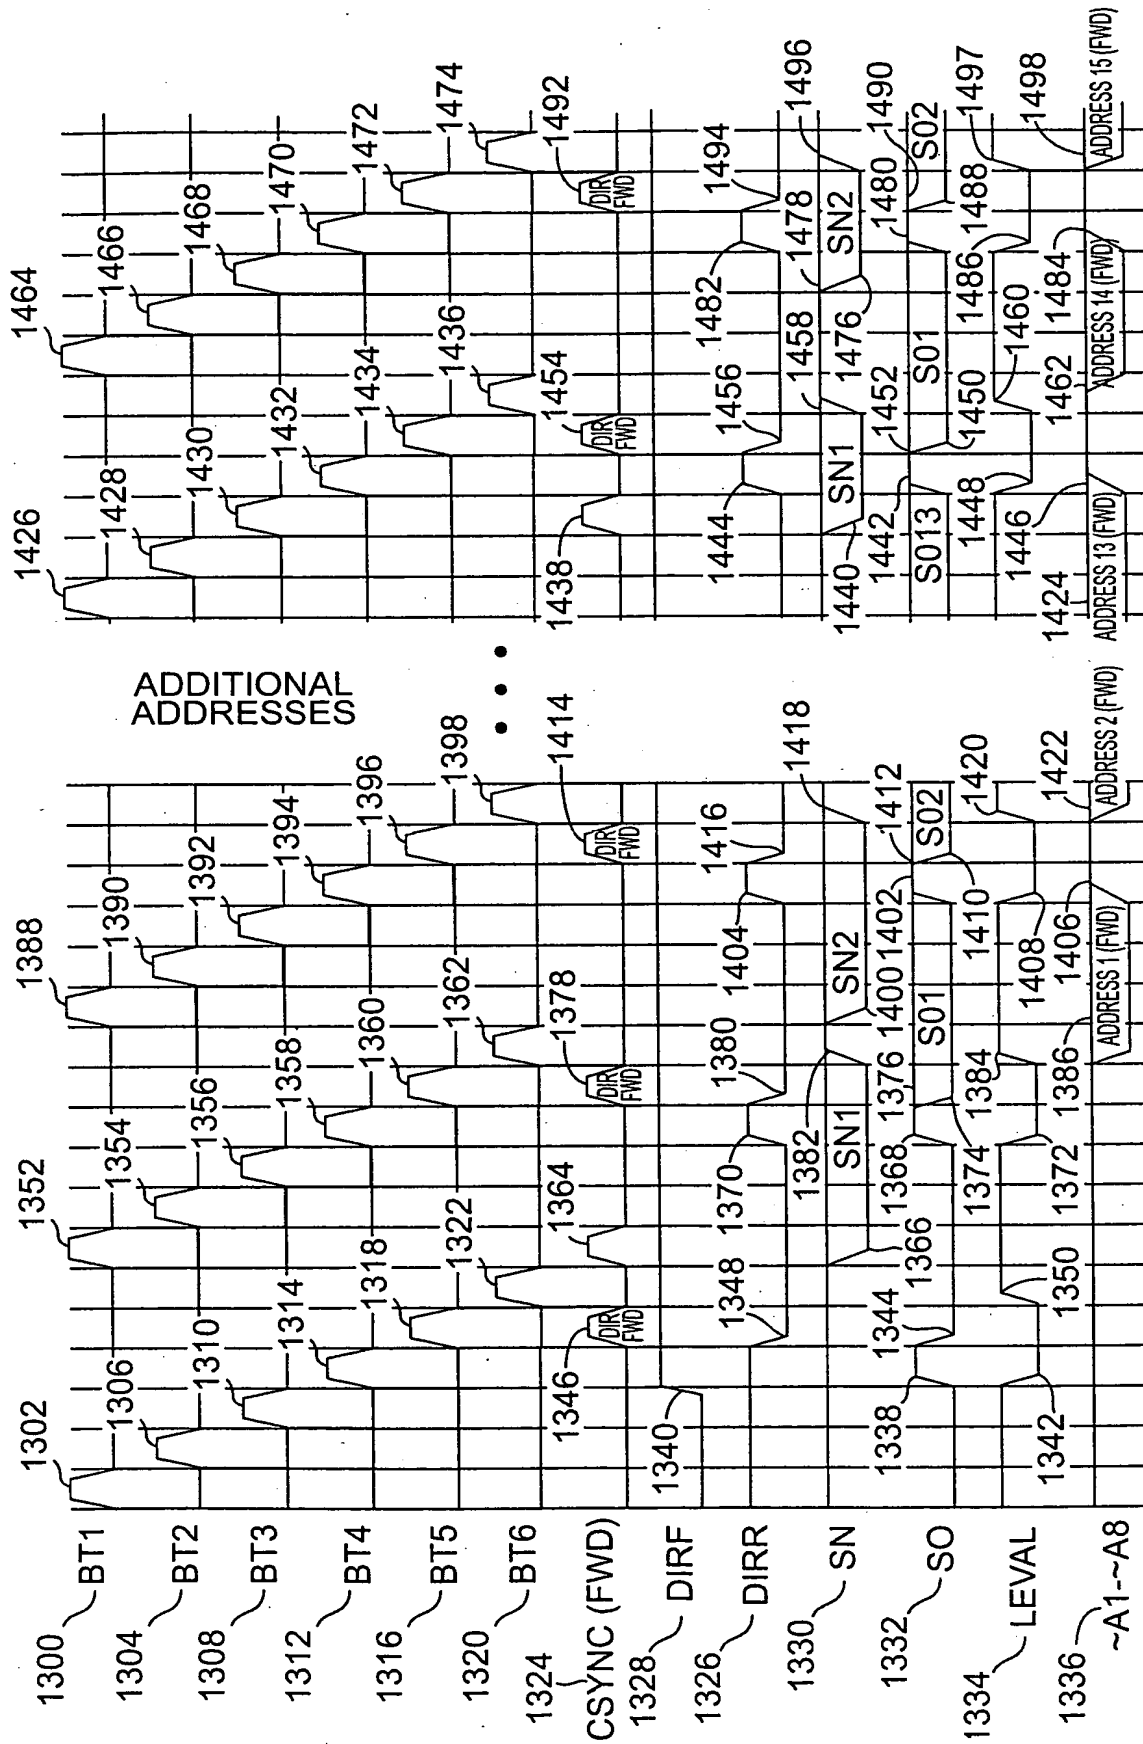 1300 BT1
1302
1352
1388
1426
1464
1304 BT2
1306
1354
1390
1428
1466
1308 BT3
1310
1356
1392
1430
1468
1312 BT4
1314
1358
1394
1432
1470
1316 BT5
1318
1360
1396
1434
1472
1320 BT6
1322
1362
1398
1436
1474
ADDITIONAL
ADDRESSES
1324 CSYNC (FWD)
1346
DIR
FWD
1364
1378
DIR
FWD
1414
DIR
FWD
1438
1454
DIR
FWD
1492
DIR
FWD
1328 DIRF
1340
1326 DIRR
1348
1370
1380
1404
1416
1444
1456
1482
1494
1330 SN
1366
SN1
1382
1400
SN2
1418
1440
SN1
1458
1476
1478
SN2
1496
1332 SO
1338
1344
1368
1374
1376
S01
1402
1410
1412
S02
S013
1442
1450
1452
S01
1480
1488
1490
S02
1334 LEVAL
1342
1350
1372
1384
1408
1420
1448
1460
1486
1497
1336 ~A1-~A8
1386
ADDRESS 1 (FWD)
1406
1422
ADDRESS 2 (FWD)
1424
ADDRESS 13 (FWD)
1446
1462
ADDRESS 14 (FWD)
1484
1498
ADDRESS 15 (FWD)